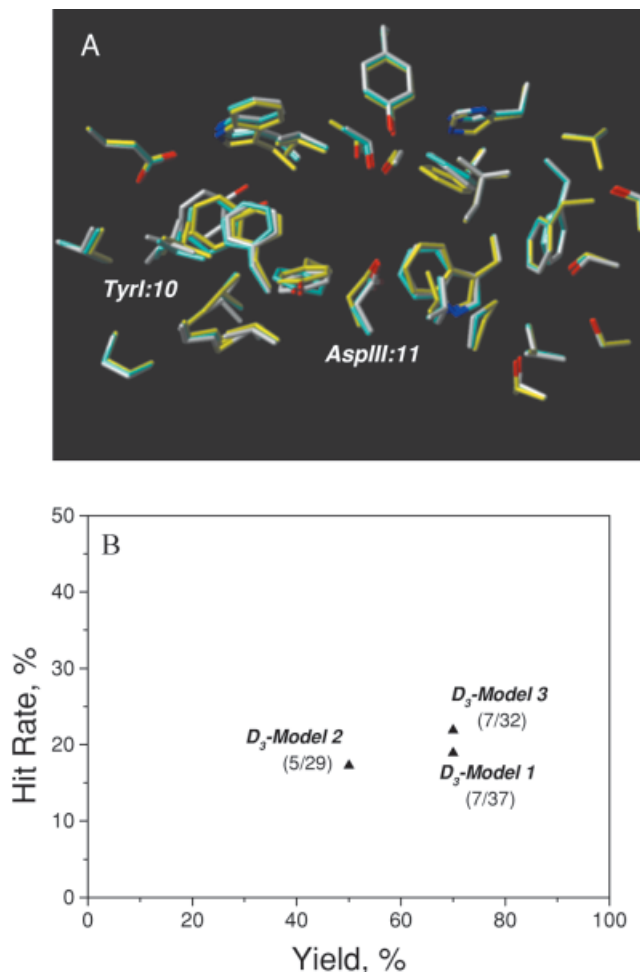 A
TyrI:10
AspIII:11
B
50
40
30
20
10
0
Hit Rate, %
D₃-Model 3
(7/32)
D₃-Model 2
(5/29)
D₃-Model 1
(7/37)
0 20 40 60 80 100
Yield, %